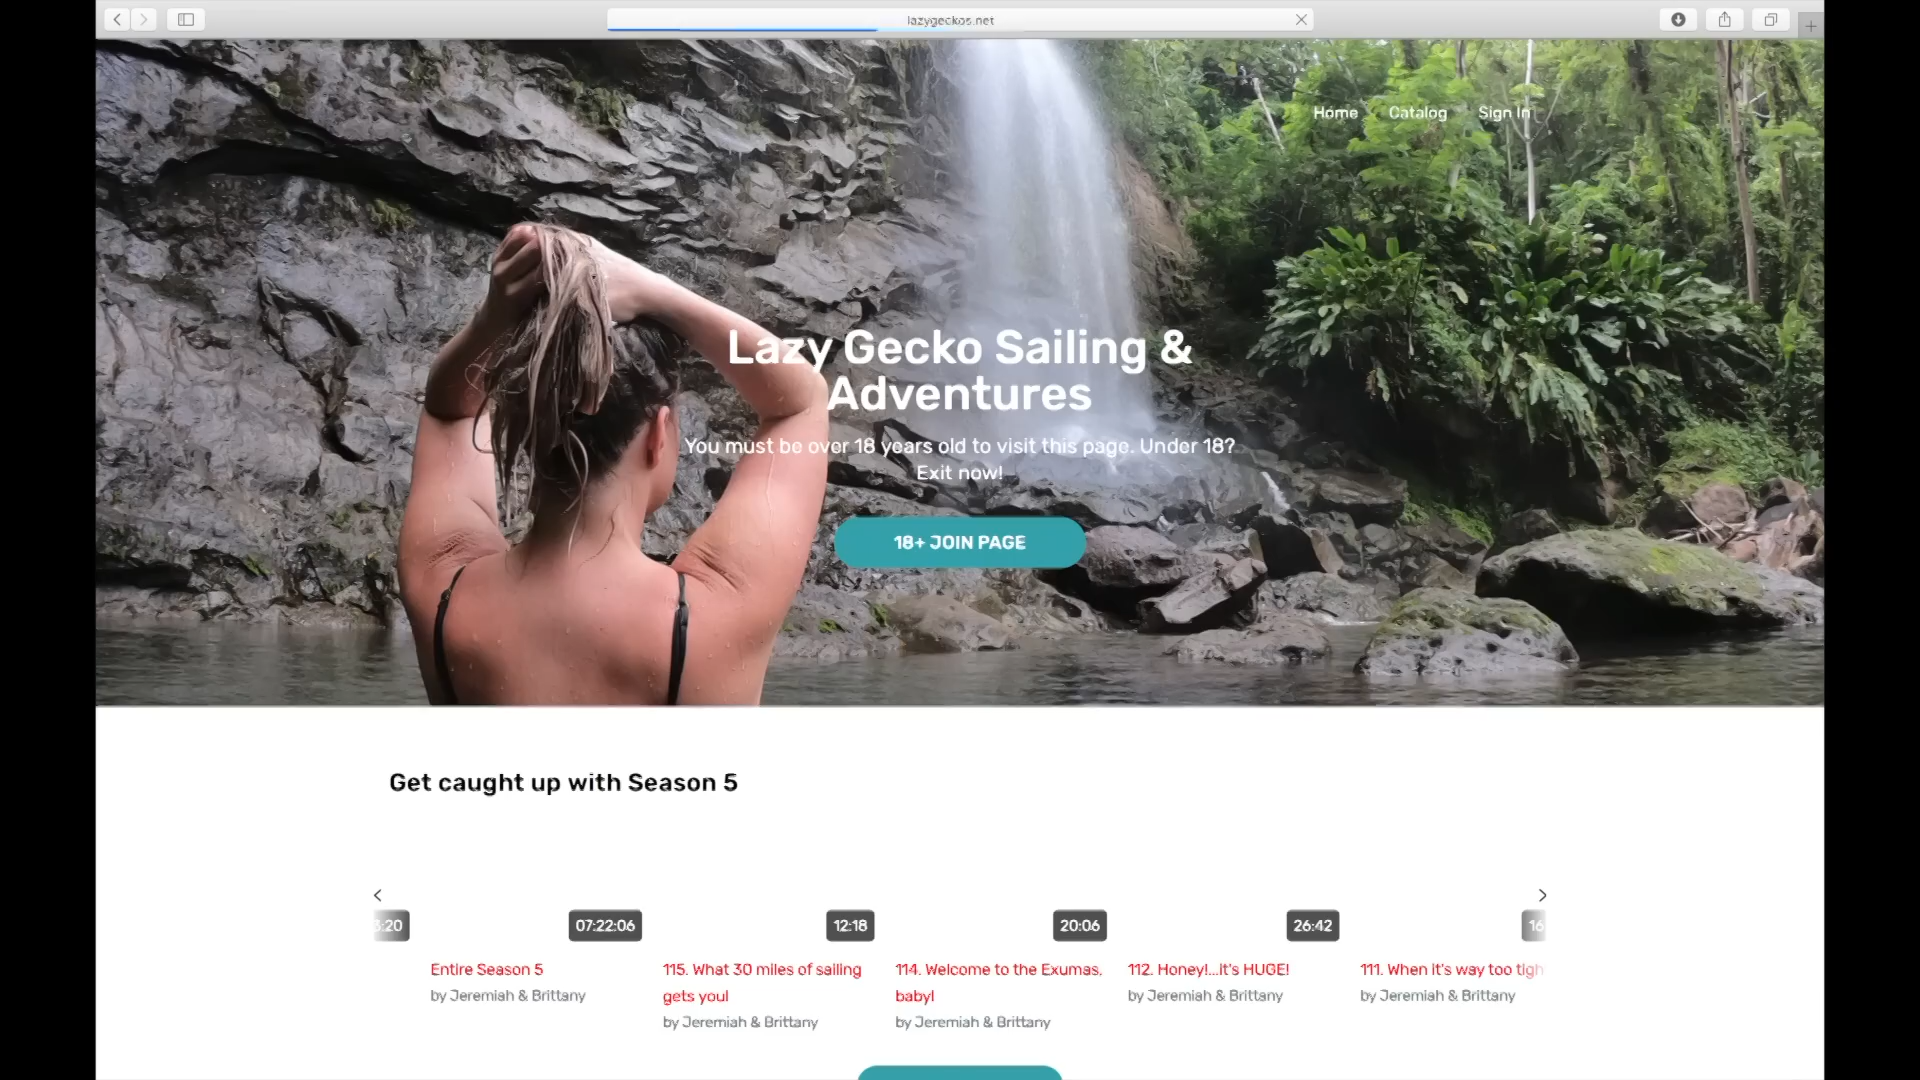 lazygeckos.net
Home Catalog Sign In
Lazy Gecko Sailing &
Adventures
You must be over 18 years old to visit this page. Under 18?
Exit now!
18+ JOIN PAGE
Get caught up with Season 5
3:20 07:22:06 12:18 20:06 26:42 16
Entire Season 5
by Jeremiah & Brittany
115. What 30 miles of sailing
gets you!
by Jeremiah & Brittany
114. Welcome to the Exumas,
baby!
by Jeremiah & Brittany
112. Honey!...it's HUGE!
by Jeremiah & Brittany
111. When it's way too tigh
by Jeremiah & Brittany